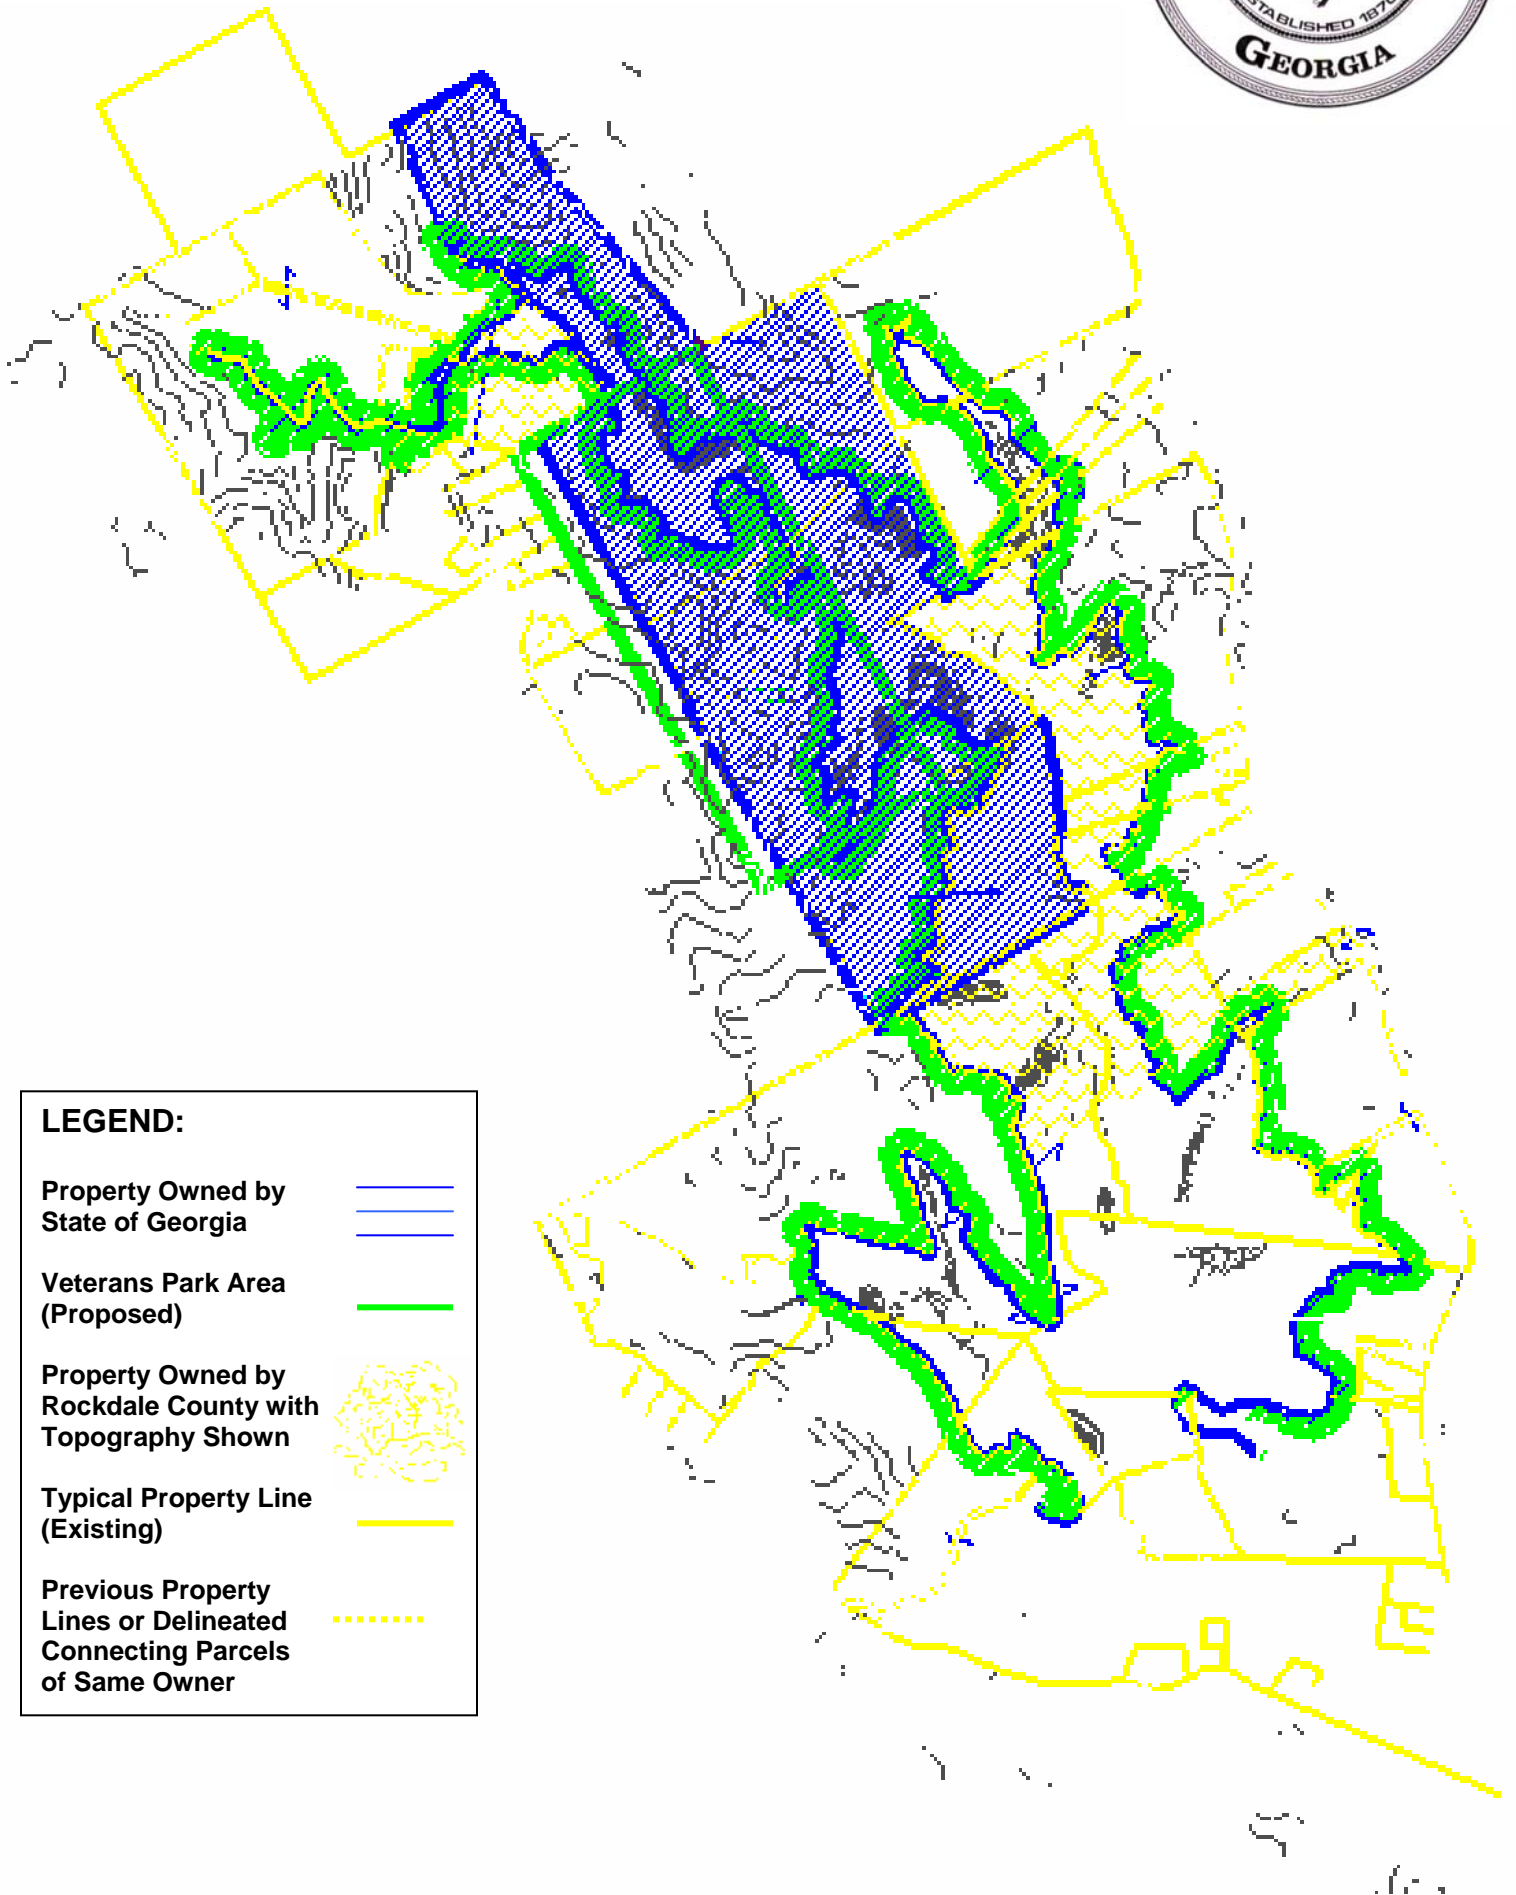 ESTABLISHED 1870
GEORGIA
LEGEND:
Property Owned by
State of Georgia
Veterans Park Area
(Proposed)
Property Owned by
Rockdale County with
Topography Shown
Typical Property Line
(Existing)
Previous Property
Lines or Delineated
Connecting Parcels
of Same Owner